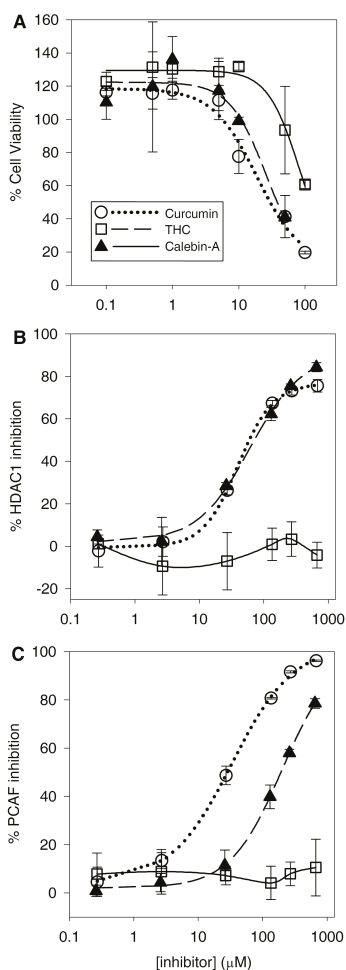 A
160
140
120
100
80
60
40
20
0
% Cell Viability
Curcumin
THC
Calebin-A
0.1 1 10 100
B
100
80
60
40
20
0
-20
% HDAC1 inhibition
0.1 1 10 100 1000
C
100
80
60
40
20
0
% PCAF inhibition
0.1 1 10 100 1000
[inhibitor] (μM)